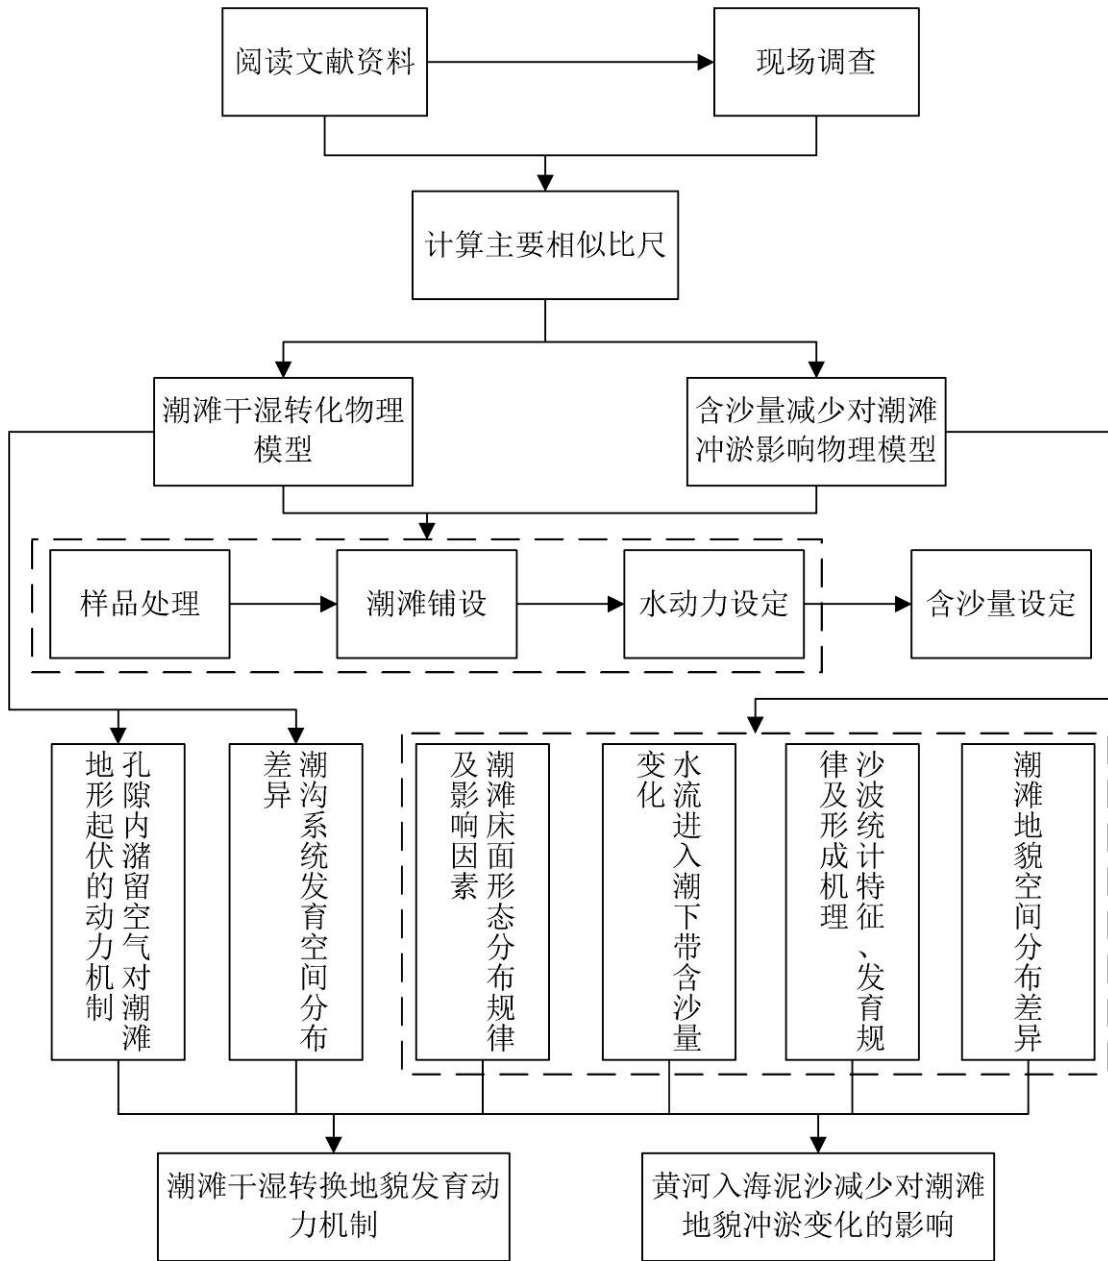 阅读文献资料
现场调查
计算主要相似比尺
潮滩干湿转化物理
模型
含沙量减少对潮滩
冲淤影响物理模型
样品处理
潮滩铺设
水动力设定
含沙量设定
孔隙内潴留空气对潮滩
地形起伏的动力机制
潮沟系统发育空间分布
差异
潮滩床面形态分布规律
及影响因素
水流进入潮下带含沙量
变化
沙波统计特征、发育规
律及形成机理
潮滩地貌空间分布差异
潮滩干湿转换地貌发育动
力机制
黄河入海泥沙减少对潮滩
地貌冲淤变化的影响